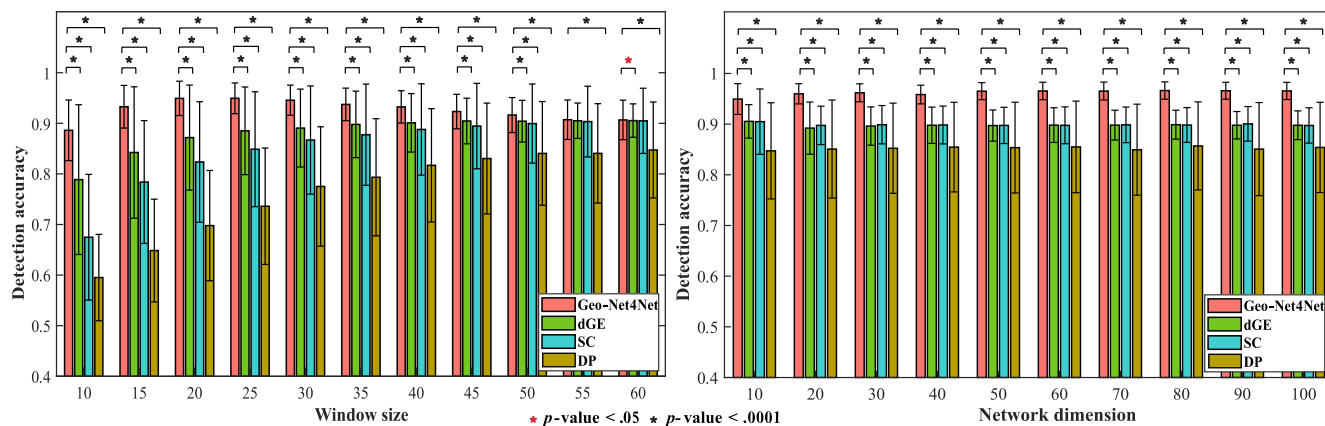 * * * * * * * * * * *
* * * * * * * * *
* * * * * * * * * *
1
0.9
0.8
0.7
0.6
0.5
0.4
Detection accuracy
Geo-Net4Net
dGE
SC
DP
10 15 20 25 30 35 40 45 50 55 60
Window size
* * * * * * * * * *
* * * * * * * * * *
* * * * * * * * * *
1
0.9
0.8
0.7
0.6
0.5
0.4
Detection accuracy
Geo-Net4Net
dGE
SC
DP
10 20 30 40 50 60 70 80 90 100
Network dimension
* p-value < .05 * p-value < .0001